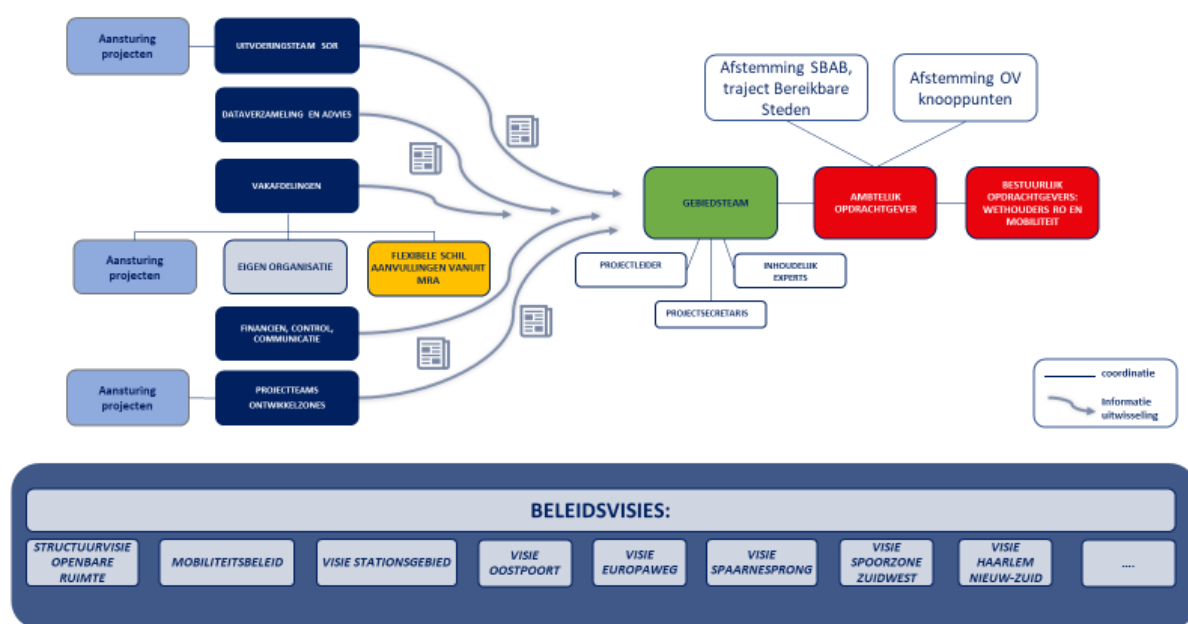 Aansturing
projecten
UITVOERINGSTEAM SOR
DATAVERZAMELING EN ADVIES
VAKAFDELINGEN
Aansturing
projecten
EIGEN ORGANISATIE
FLEXIBELE SCHIL
AANVULLINGEN VANUIT
MRA
FINANCIEN, CONTROL,
COMMUNICATIE
Aansturing
projecten
PROJECTTEAMS
ONTWIKKELZONES
Afstemming SBAB,
traject Bereikbare
Steden
Afstemming OV
knooppunten
GEBIEDSTEAM
AMBTELIJK
OPDRACHTGEVER
BESTUURLIJK
OPDRACHTGEVERS:
WETHOUDERS RO EN
MOBILITEIT
PROJECTLEIDER
INHOUDELIJK
EXPERTS
PROJECTSECRETARIS
coordinatie
Informatie
uitwisseling
BELEIDSVISIES:
STRUCTUURVISIE
OPENBARE
RUIMTE
MOBILITEITSBELEID
VISIE STATIONSGEBIED
VISIE
OOSTPOORT
VISIE
EUROPAWEG
VISIE
SPAARNESPRONG
VISIE
SPOORZONE
ZUIDWEST
VISIE
HAARLEM
NIEUW-ZUID
....